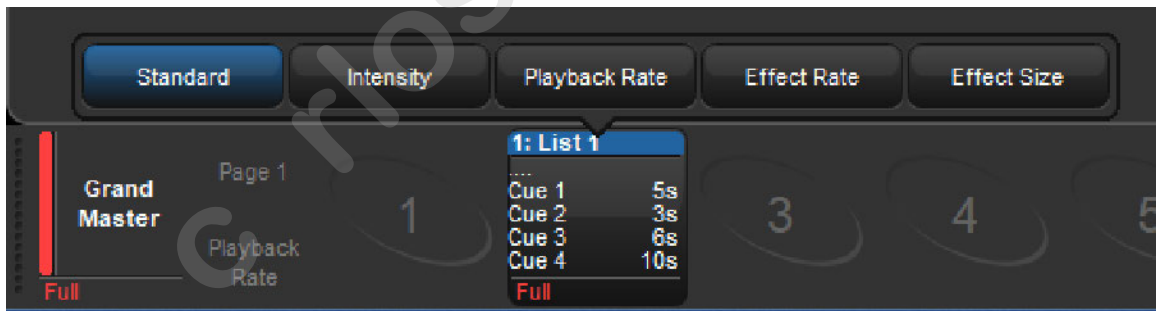 Standard Intensity Playback Rate Effect Rate Effect Size
Grand
Master
Full
Page 1
Playback
Rate
1
1: List 1
....
Cue 1 5s
Cue 2 3s
Cue 3 6s
Cue 4 10s
Full
3
4
5